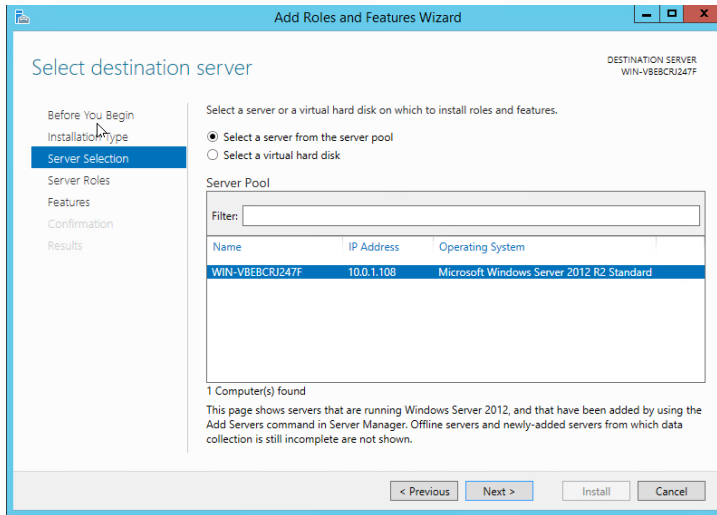 Add Roles and Features Wizard
Select destination server
DESTINATION SERVER
WIN-VBEBCRJ247F
Before You Begin
Installation Type
Server Selection
Server Roles
Features
Confirmation
Results
Select a server or a virtual hard disk on which to install roles and features.
Select a server from the server pool
Select a virtual hard disk
Server Pool
Filter:
Name IP Address Operating System
WIN-VBEBCRJ247F 10.0.1.108 Microsoft Windows Server 2012 R2 Standard
1 Computer(s) found
This page shows servers that are running Windows Server 2012, and that have been added by using the
Add Servers command in Server Manager. Offline servers and newly-added servers from which data
collection is still incomplete are not shown.
< Previous Next > Install Cancel